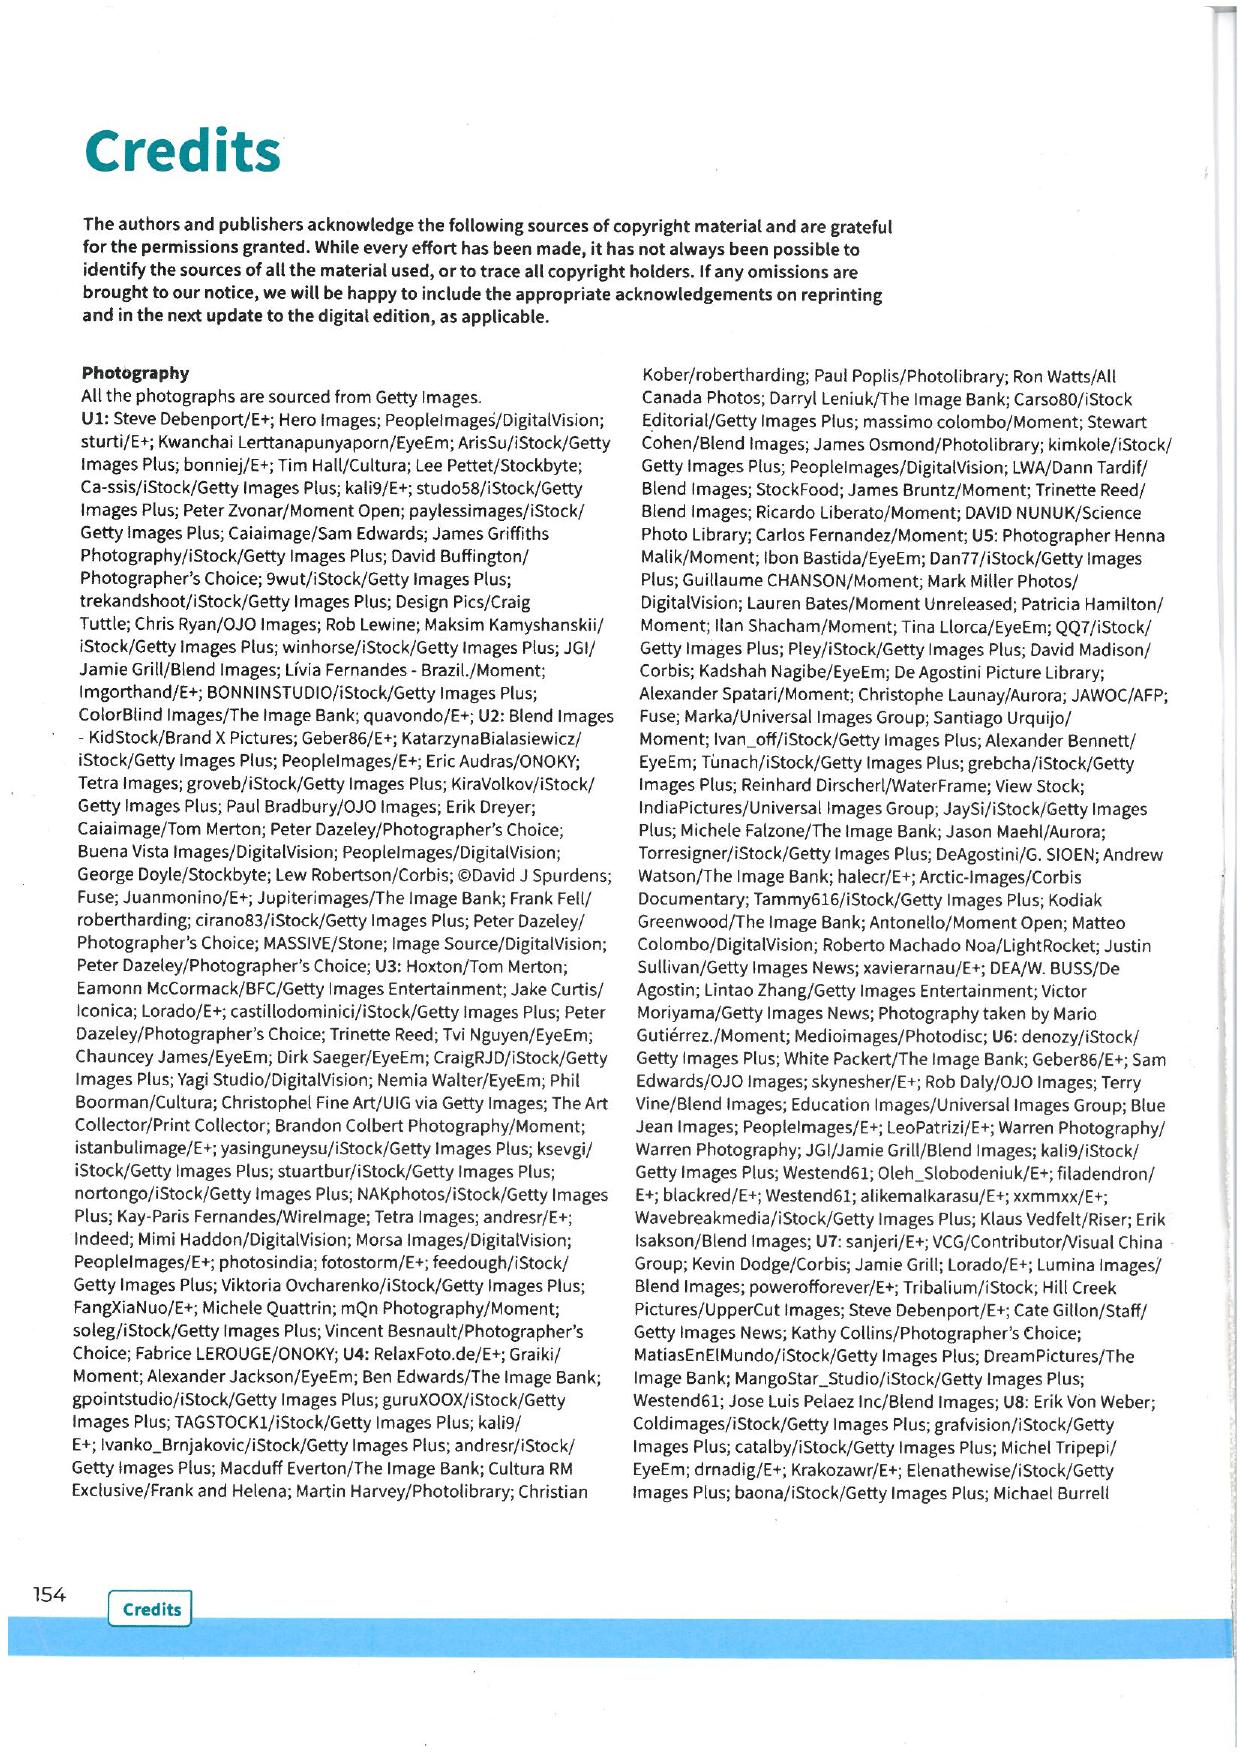 Credits
The authors and publishers acknowledge the following sources of copyright material and are grateful
for the permissions granted. While every effort has been made, it has not always been possible to
identify the sources of all the material used, or to trace all copyright holders. If any omissions are
brought to our notice, we will be happy to include the appropriate acknowledgements on reprinting
and in the next update to the digital edition, as applicable.
Photography
All the photographs are sourced from Getty Images.
U1: Steve Debenport/E+; Hero Images; PeopleImages/DigitalVision;
sturti/E+; Kwanchai Lerttanapunyaporn/EyeEm; ArisSu/iStock/Getty
Images Plus; bonniej/E+; Tim Hall/Cultura; Lee Pettet/Stockbyte;
Ca-ssis/iStock/Getty Images Plus; kali9/E+; studo58/iStock/Getty
Images Plus; Peter Zvonar/Moment Open; paylessimages/iStock/
Getty Images Plus; Caiaimage/Sam Edwards; James Griffiths
Photography/iStock/Getty Images Plus; David Buffington/
Photographer's Choice; 9wut/iStock/Getty Images Plus;
trekandshoot/iStock/Getty Images Plus; Design Pics/Craig
Tuttle; Chris Ryan/OJO Images; Rob Lewine; Maksim Kamyshanskii/
iStock/Getty Images Plus; winhorse/iStock/Getty Images Plus; JGI/
Jamie Grill/Blend Images; Lívia Fernandes - Brazil./Moment;
Imgorthand/E+; BONNINSTUDIO/iStock/Getty Images Plus;
ColorBlind Images/The Image Bank; quavondo/E+; U2: Blend Images
- KidStock/Brand X Pictures; Geber86/E+; KatarzynaBialasiewicz/
iStock/Getty Images Plus; PeopleImages/E+; Eric Audras/ONOKY;
Tetra Images; groveb/iStock/Getty Images Plus; KiraVolkov/iStock/
Getty Images Plus; Paul Bradbury/OJO Images; Erik Dreyer;
Caiaimage/Tom Merton; Peter Dazeley/Photographer's Choice;
Buena Vista Images/DigitalVision; PeopleImages/DigitalVision;
George Doyle/Stockbyte; Lew Robertson/Corbis; ©David J Spurdens;
Fuse; Juanmonino/E+; Jupiterimages/The Image Bank; Frank Fell/
robertharding; cirano83/iStock/Getty Images Plus; Peter Dazeley/
Photographer's Choice; MASSIVE/Stone; Image Source/DigitalVision;
Peter Dazeley/Photographer's Choice; U3: Hoxton/Tom Merton;
Eamonn McCormack/BFC/Getty Images Entertainment; Jake Curtis/
Iconica; Lorado/E+; castillodominici/iStock/Getty Images Plus; Peter
Dazeley/Photographer's Choice; Trinette Reed; Tvi Nguyen/EyeEm;
Chauncey James/EyeEm; Dirk Saeger/EyeEm; CraigRJD/iStock/Getty
Images Plus; Yagi Studio/DigitalVision; Nemia Walter/EyeEm; Phil
Boorman/Cultura; Christophel Fine Art/UIG via Getty Images; The Art
Collector/Print Collector; Brandon Colbert Photography/Moment;
istanbulimage/E+; yasinguneysu/iStock/Getty Images Plus; ksevgi/
iStock/Getty Images Plus; stuartbur/iStock/Getty Images Plus;
nortongo/iStock/Getty Images Plus; NAKphotos/iStock/Getty Images
Plus; Kay-Paris Fernandes/WireImage; Tetra Images; andresr/E+;
Indeed; Mimi Haddon/DigitalVision; Morsa Images/DigitalVision;
PeopleImages/E+; photosindia; fotostorm/E+; feedough/iStock/
Getty Images Plus; Viktoria Ovcharenko/iStock/Getty Images Plus;
FangXiaNuo/E+; Michele Quattrin; mQn Photography/Moment;
soleg/iStock/Getty Images Plus; Vincent Besnault/Photographer's
Choice; Fabrice LEROUGE/ONOKY; U4: RelaxFoto.de/E+; Graiki/
Moment; Alexander Jackson/EyeEm; Ben Edwards/The Image Bank;
gpointstudio/iStock/Getty Images Plus; guruXOOX/iStock/Getty
Images Plus; TAGSTOCK1/iStock/Getty Images Plus; kali9/
E+; Ivanko_Brnjakovic/iStock/Getty Images Plus; andresr/iStock/
Getty Images Plus; Macduff Everton/The Image Bank; Cultura RM
Exclusive/Frank and Helena; Martin Harvey/Photolibrary; Christian
Kober/robertharding; Paul Poplis/Photolibrary; Ron Watts/All
Canada Photos; Darryl Leniuk/The Image Bank; Carso80/iStock
Editorial/Getty Images Plus; massimo colombo/Moment; Stewart
Cohen/Blend Images; James Osmond/Photolibrary; kimkole/iStock/
Getty Images Plus; PeopleImages/DigitalVision; LWA/Dann Tardif/
Blend Images; StockFood; James Bruntz/Moment; Trinette Reed/
Blend Images; Ricardo Liberato/Moment; DAVID NUNUK/Science
Photo Library; Carlos Fernandez/Moment; U5: Photographer Henna
Malik/Moment; Ibon Bastida/EyeEm; Dan77/iStock/Getty Images
Plus; Guillaume CHANSON/Moment; Mark Miller Photos/
DigitalVision; Lauren Bates/Moment Unreleased; Patricia Hamilton/
Moment; Ilan Shacham/Moment; Tina Llorca/EyeEm; QQ7/iStock/
Getty Images Plus; Pley/iStock/Getty Images Plus; David Madison/
Corbis; Kadshah Nagibe/EyeEm; De Agostini Picture Library;
Alexander Spatari/Moment; Christophe Launay/Aurora; JAWOC/AFP;
Fuse; Marka/Universal Images Group; Santiago Urquijo/
Moment; Ivan_off/iStock/Getty Images Plus; Alexander Bennett/
EyeEm; Tunach/iStock/Getty Images Plus; grebcha/iStock/Getty
Images Plus; Reinhard Dirscherl/WaterFrame; View Stock;
IndiaPictures/Universal Images Group; JaySi/iStock/Getty Images
Plus; Michele Falzone/The Image Bank; Jason Maehl/Aurora;
Torresigner/iStock/Getty Images Plus; DeAgostini/G. SIOEN; Andrew
Watson/The Image Bank; halecr/E+; Arctic-Images/Corbis
Documentary; Tammy616/iStock/Getty Images Plus; Kodiak
Greenwood/The Image Bank; Antonello/Moment Open; Matteo
Colombo/DigitalVision; Roberto Machado Noa/LightRocket; Justin
Sullivan/Getty Images News; xavierarnau/E+; DEA/W. BUSS/De
Agostin; Lintao Zhang/Getty Images Entertainment; Victor
Moriyama/Getty Images News; Photography taken by Mario
Gutiérrez./Moment; Medioimages/Photodisc; U6: denozy/iStock/
Getty Images Plus; White Packert/The Image Bank; Geber86/E+; Sam
Edwards/OJO Images; skynesher/E+; Rob Daly/OJO Images; Terry
Vine/Blend Images; Education Images/Universal Images Group; Blue
Jean Images; PeopleImages/E+; LeoPatrizi/E+; Warren Photography/
Warren Photography; JGI/Jamie Grill/Blend Images; kali9/iStock/
Getty Images Plus; Westend61; Oleh_Slobodeniuk/E+; filadendron/
E+; blackred/E+; Westend61; alikemalkarasu/E+; xxmmxx/E+;
Wavebreakmedia/iStock/Getty Images Plus; Klaus Vedfelt/Riser; Erik
Isakson/Blend Images; U7: sanjeri/E+; VCG/Contributor/Visual China
Group; Kevin Dodge/Corbis; Jamie Grill; Lorado/E+; Lumina Images/
Blend Images; powerofforever/E+; Tribalium/iStock; Hill Creek
Pictures/UpperCut Images; Steve Debenport/E+; Cate Gillon/Staff/
Getty Images News; Kathy Collins/Photographer's Choice;
MatiasEnElMundo/iStock/Getty Images Plus; DreamPictures/The
Image Bank; MangoStar_Studio/iStock/Getty Images Plus;
Westend61; Jose Luis Pelaez Inc/Blend Images; U8: Erik Von Weber;
Coldimages/iStock/Getty Images Plus; grafvision/iStock/Getty
Images Plus; catalby/iStock/Getty Images Plus; Michel Tripepi/
EyeEm; drnadig/E+; Krakozawr/E+; Elenathewise/iStock/Getty
Images Plus; baona/iStock/Getty Images Plus; Michael Burrell
154
Credits